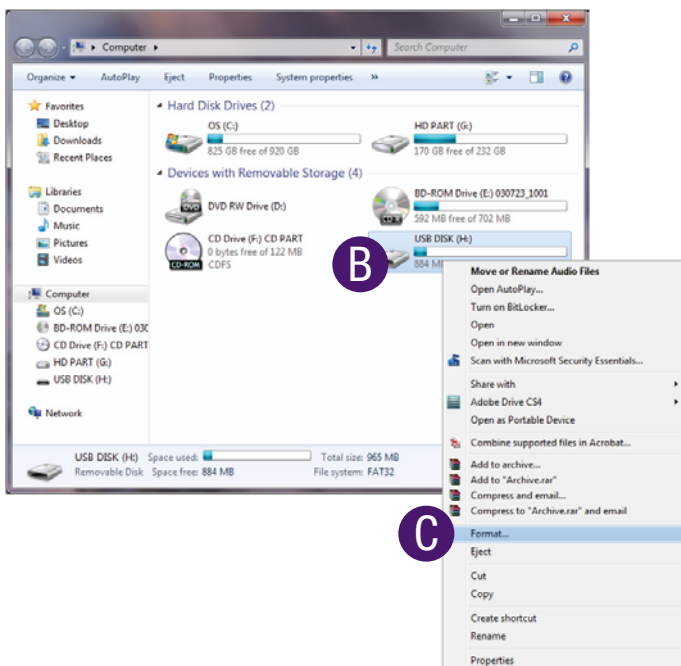 Computer
Search Computer
Organize
AutoPlay
Eject
Properties
System properties
»
Favorites
Desktop
Downloads
Recent Places
Libraries
Documents
Music
Pictures
Videos
Computer
OS (C:)
BD-ROM Drive (E:) 030
CD Drive (F:) CD PART
HD PART (G:)
USB DISK (H:)
Network
Hard Disk Drives (2)
OS (C:)
825 GB free of 920 GB
HD PART (G:)
170 GB free of 232 GB
Devices with Removable Storage (4)
DVD RW Drive (D:)
BD-ROM Drive (E:) 030723_1001
592 MB free of 702 MB
CD Drive (F:) CD PART
0 bytes free of 122 MB
CDFS
USB DISK (H:)
884 M
B
USB DISK (H:) Space used: Total size: 965 MB
Removable Disk Space free: 884 MB File system: FAT32
Move or Rename Audio Files
Open AutoPlay...
Turn on BitLocker...
Open
Open in new window
Scan with Microsoft Security Essentials...
Share with
Adobe Drive CS4
Open as Portable Device
Combine supported files in Acrobat...
Add to archive...
Add to "Archive.rar"
Compress and email...
Compress to "Archive.rar" and email
C
Format...
Eject
Cut
Copy
Create shortcut
Rename
Properties